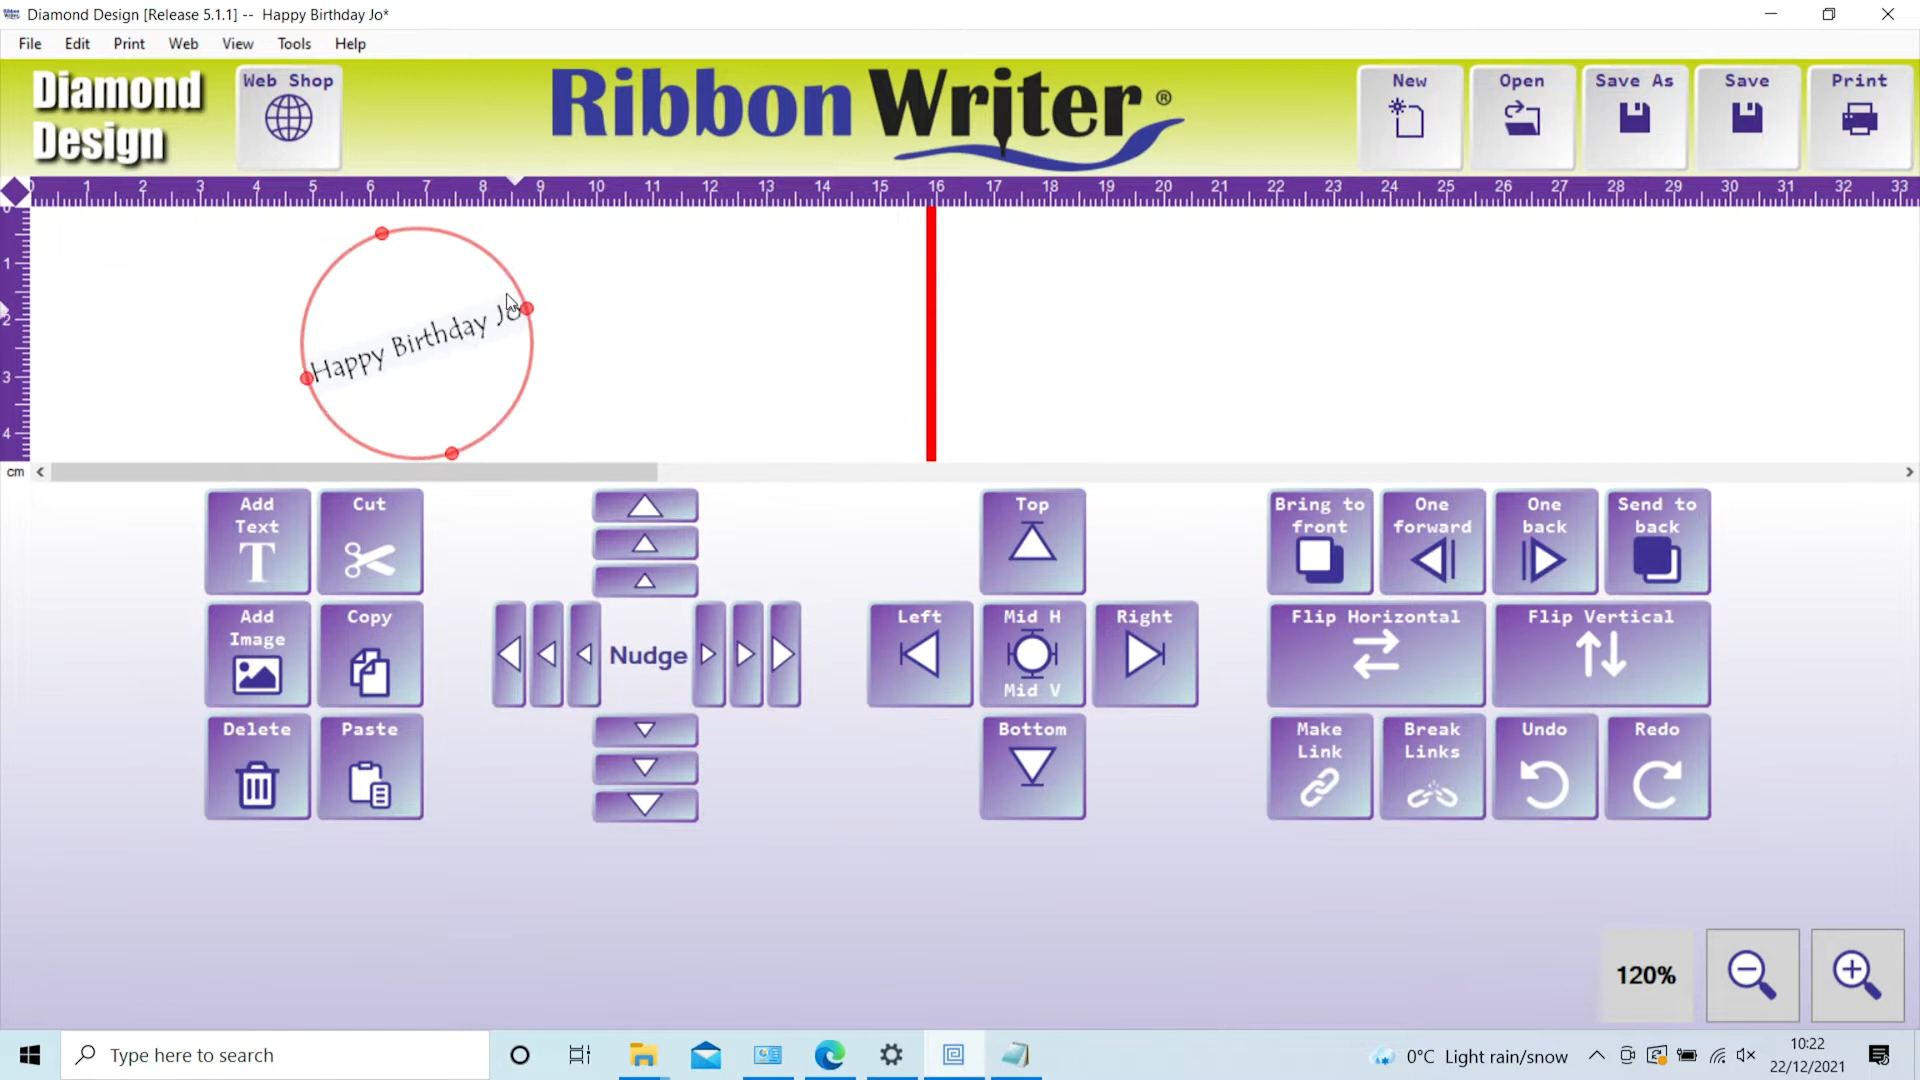 Diamond Design [Release 5.1.1] -- Happy Birthday Jo*
File Edit Print Web View Tools Help
Diamond Design
Web Shop
Ribbon Writer ®
New
Open
Save As
Save
Print
0 1 2 3 4 5 6 7 8 9 10 11 12 13 14 15 16 17 18 19 20 21 22 23 24 25 26 27 28 29 30 31 32 33
0
1
2
3
4
Happy Birthday Jo
cm
Add Text
Cut
Top
Bring to front
One forward
One back
Send to back
Add Image
Copy
Nudge
Left
Mid H
Mid V
Right
Flip Horizontal
Flip Vertical
Delete
Paste
Bottom
Make Link
Break Links
Undo
Redo
120%
Type here to search
0°C Light rain/snow
10:22
22/12/2021